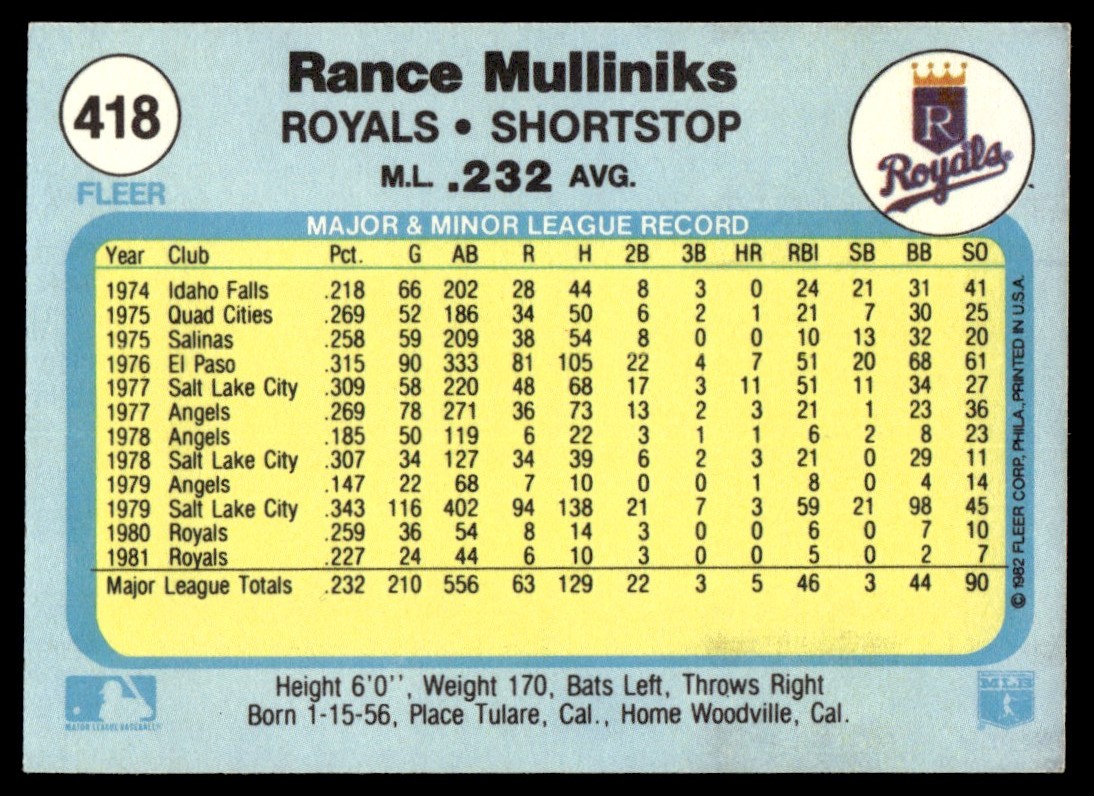 418
FLEER
Rance Mulliniks
ROYALS • SHORTSTOP
M.L. .232 AVG.
R
Royals
MAJOR & MINOR LEAGUE RECORD
Year Club Pct. G AB R H 2B 3B HR RBI SB BB SO
1974 Idaho Falls .218 66 202 28 44 8 3 0 24 21 31 41
1975 Quad Cities .269 52 186 34 50 6 2 1 21 7 30 25
1975 Salinas .258 59 209 38 54 8 0 0 10 13 32 20
1976 El Paso .315 90 333 81 105 22 4 7 51 20 68 61
1977 Salt Lake City .309 58 220 48 68 17 3 11 51 11 34 27
1977 Angels .269 78 271 36 73 13 2 3 21 1 23 36
1978 Angels .185 50 119 6 22 3 1 1 6 2 8 23
1978 Salt Lake City .307 34 127 34 39 6 2 3 21 0 29 11
1979 Angels .147 22 68 7 10 0 0 1 8 0 4 14
1979 Salt Lake City .343 116 402 94 138 21 7 3 59 21 98 45
1980 Royals .259 36 54 8 14 3 0 0 6 0 7 10
1981 Royals .227 24 44 6 10 3 0 0 5 0 2 7
Major League Totals .232 210 556 63 129 22 3 5 46 3 44 90
© 1982 FLEER CORP., PHILA., PRINTED IN U.S.A.
Height 6'0'', Weight 170, Bats Left, Throws Right
Born 1-15-56, Place Tulare, Cal., Home Woodville, Cal.
MAJOR LEAGUE BASEBALL
MLB